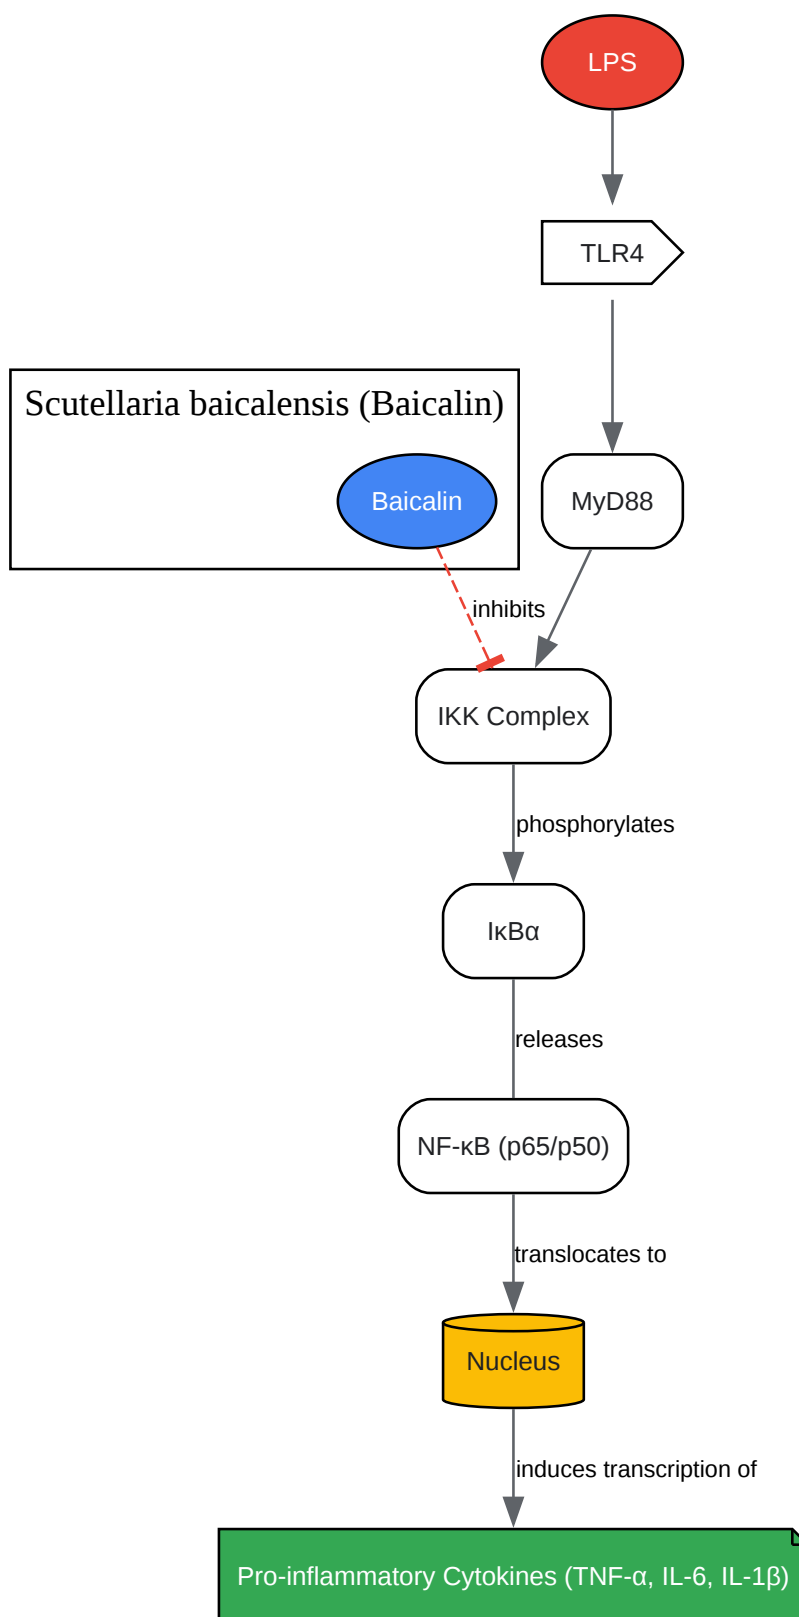 LPS
TLR4
Scutellaria baicalensis (Baicalin)
Baicalin
MyD88
inhibits
IKK Complex
phosphorylates
IκBα
releases
NF-κB (p65/p50)
translocates to
Nucleus
induces transcription of
Pro-inflammatory Cytokines (TNF-α, IL-6, IL-1β)